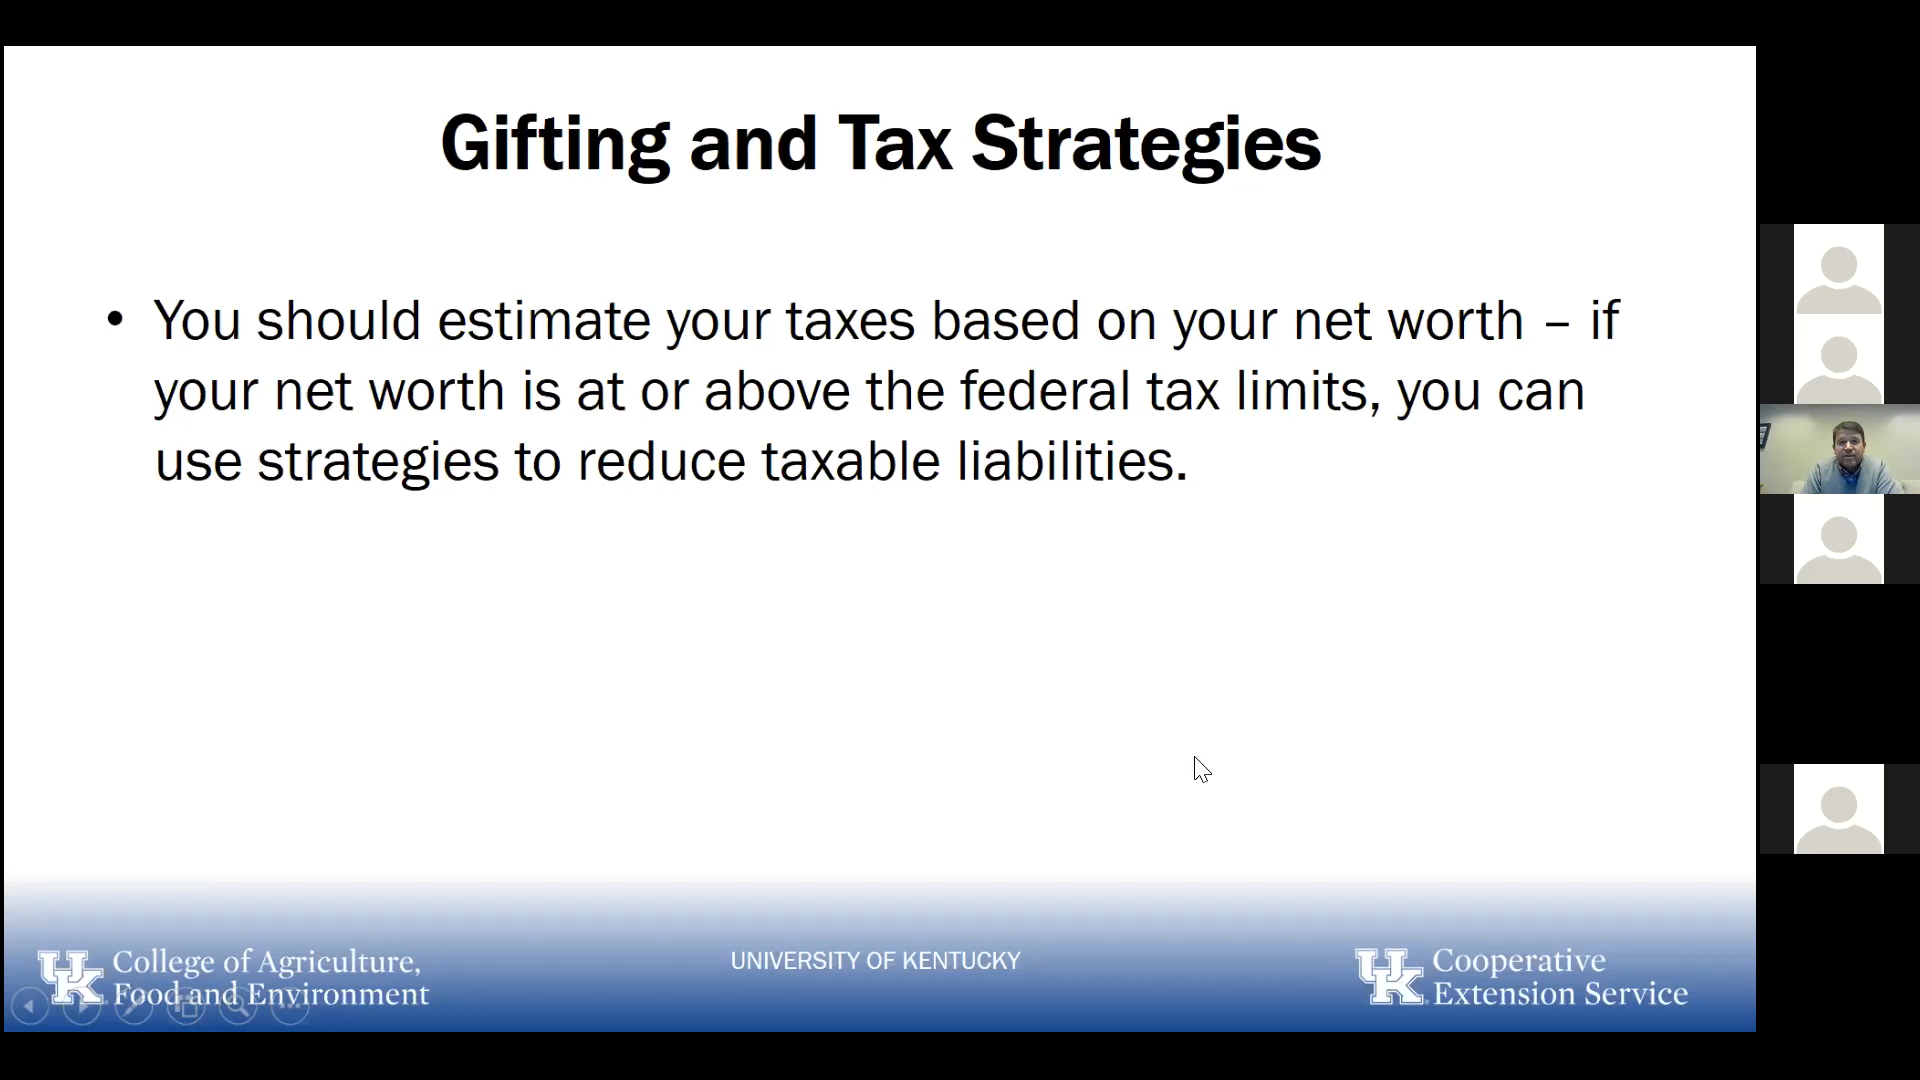 Gifting and Tax Strategies
• You should estimate your taxes based on your net worth – if
your net worth is at or above the federal tax limits, you can
use strategies to reduce taxable liabilities.
UK College of Agriculture,
Food and Environment
UNIVERSITY OF KENTUCKY
UK Cooperative
Extension Service